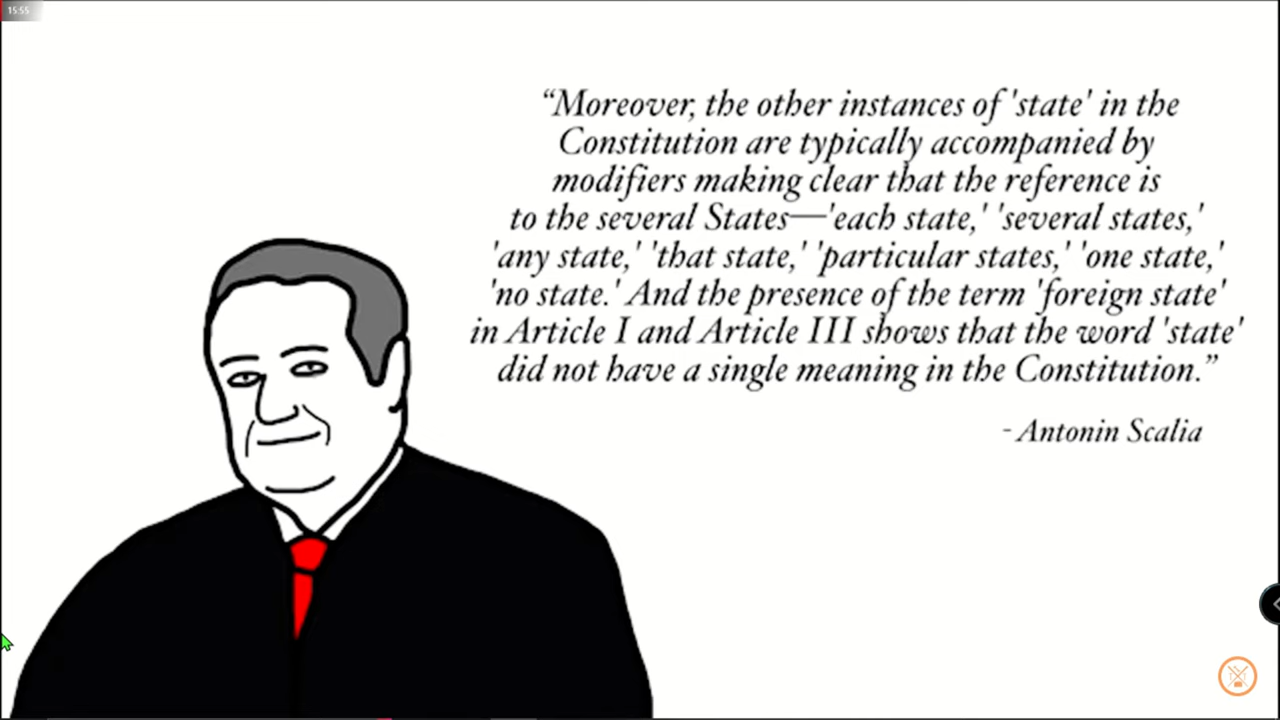 15:55
“Moreover, the other instances of 'state' in the
Constitution are typically accompanied by
modifiers making clear that the reference is
to the several States—'each state,' 'several states,'
'any state,' 'that state,' 'particular states,' 'one state,'
'no state.' And the presence of the term 'foreign state'
in Article I and Article III shows that the word 'state'
did not have a single meaning in the Constitution.”
- Antonin Scalia